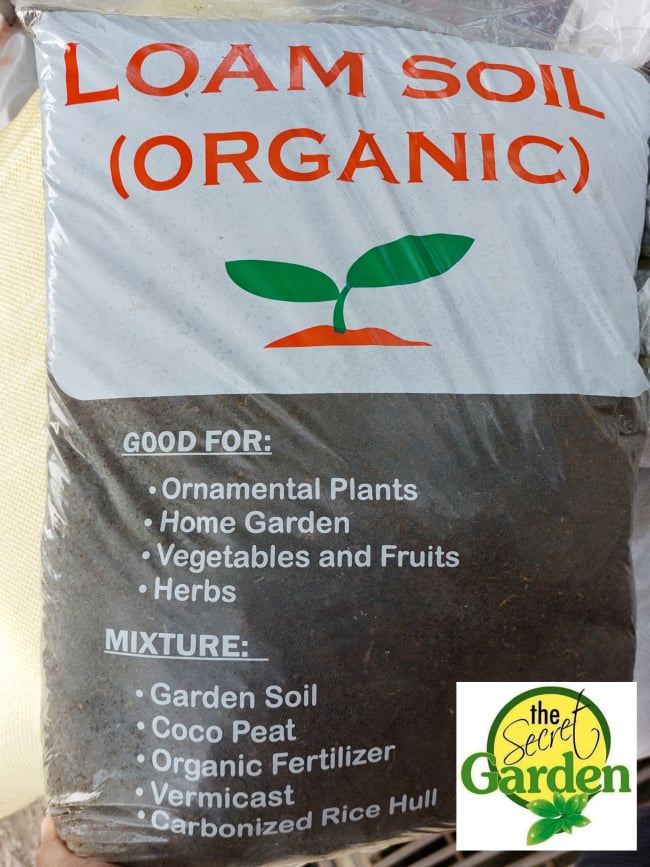 LOAM SOIL
(ORGANIC)
GOOD FOR:
• Ornamental Plants
• Home Garden
• Vegetables and Fruits
• Herbs
MIXTURE:
• Garden Soil
• Coco Peat
• Organic Fertilizer
• Vermicast
• Carbonized Rice Hull
the
Secret
Garden